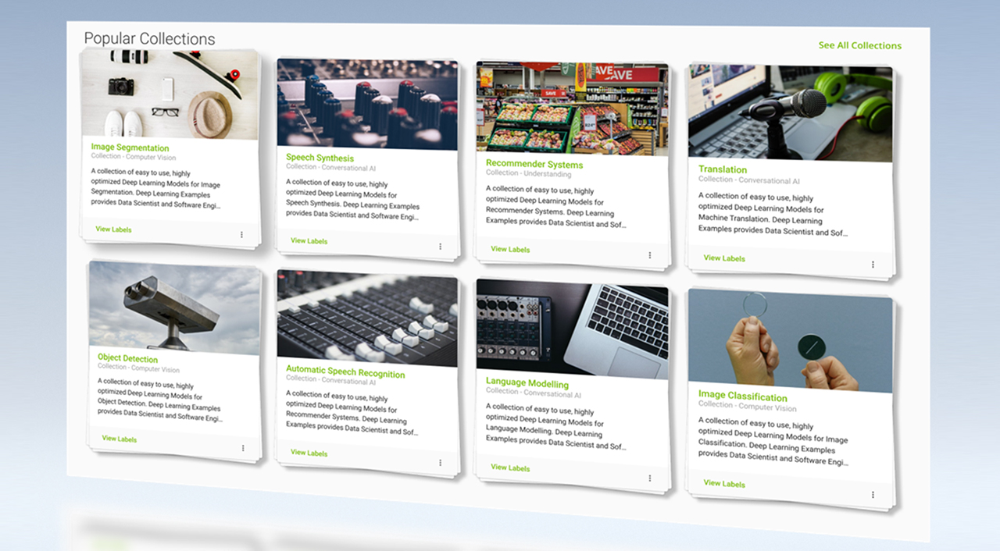 Popular Collections
See All Collections
Image Segmentation
Collection - Computer Vision
A collection of easy to use, highly
optimized Deep Learning Models for Image
Segmentation. Deep Learning Examples
provides Data Scientist and Software Engi...
View Labels
Speech Synthesis
Collection - Conversational AI
A collection of easy to use, highly
optimized Deep Learning Models for
Speech Synthesis. Deep Learning Examples
provides Data Scientist and Software Engi...
View Labels
AVE
SAVE
SAVE
Recommender Systems
Collection - Understanding
A collection of easy to use, highly
optimized Deep Learning Models for
Recommender Systems. Deep Learning
Examples provides Data Scientist and Sof...
View Labels
Translation
Collection - Conversational AI
A collection of easy to use, highly
optimized Deep Learning Models for
Machine Translation. Deep Learning
Examples provides Data Scientist and Sof...
View Labels
Object Detection
Collection - Computer Vision
A collection of easy to use, highly
optimized Deep Learning Models for
Object Detection. Deep Learning Examples
provides Data Scientist and Software Engi...
View Labels
Automatic Speech Recognition
Collection - Conversational AI
A collection of easy to use, highly
optimized Deep Learning Models for
Recommender Systems. Deep Learning
Examples provides Data Scientist and Sof...
View Labels
Language Modelling
Collection - Conversational AI
A collection of easy to use, highly
optimized Deep Learning Models for
Language Modelling. Deep Learning
Examples provides Data Scientist and Sof...
View Labels
Image Classification
Collection - Computer Vision
A collection of easy to use, highly
optimized Deep Learning Models for Image
Classification. Deep Learning Examples
provides Data Scientist and Software Engi...
View Labels